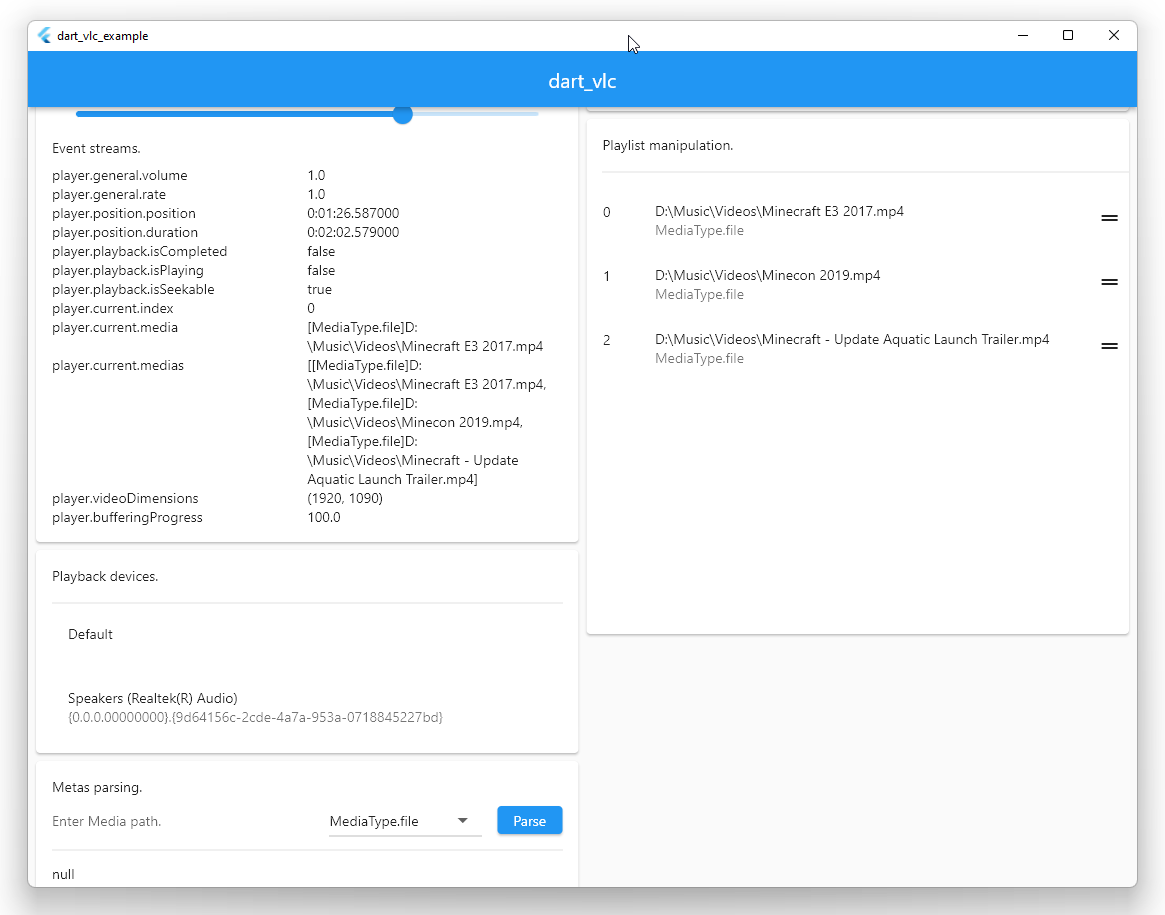 dart_vlc_example
dart_vlc
Event streams.
player.general.volume 1.0
player.general.rate 1.0
player.position.position 0:01:26.587000
player.position.duration 0:02:02.579000
player.playback.isCompleted false
player.playback.isPlaying false
player.playback.isSeekable true
player.current.index 0
player.current.media [MediaType.file]D:
\Music\Videos\Minecraft E3 2017.mp4
player.current.medias [[MediaType.file]D:
\Music\Videos\Minecraft E3 2017.mp4,
[MediaType.file]D:
\Music\Videos\Minecon 2019.mp4,
[MediaType.file]D:
\Music\Videos\Minecraft - Update
Aquatic Launch Trailer.mp4]
player.videoDimensions (1920, 1090)
player.bufferingProgress 100.0
Playback devices.
Default
Speakers (Realtek(R) Audio)
{0.0.0.00000000}.{9d64156c-2cde-4a7a-953a-0718845227bd}
Metas parsing.
Enter Media path. MediaType.file Parse
null
Playlist manipulation.
0 D:\Music\Videos\Minecraft E3 2017.mp4
MediaType.file
1 D:\Music\Videos\Minecon 2019.mp4
MediaType.file
2 D:\Music\Videos\Minecraft - Update Aquatic Launch Trailer.mp4
MediaType.file